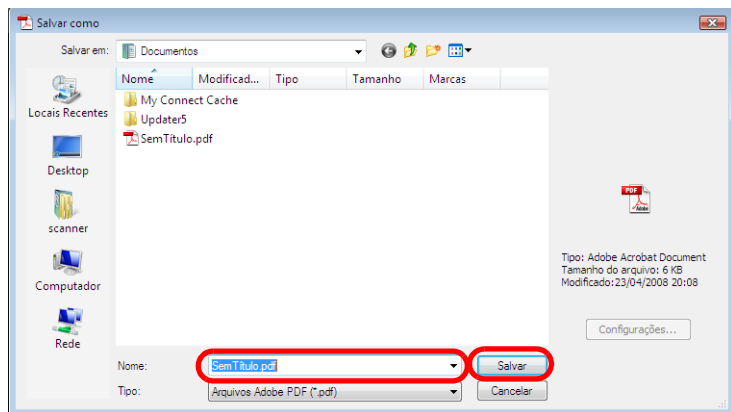 Salvar como
Salvar em: Documentos
Nome Modificad... Tipo Tamanho Marcas
My Connect Cache
Updater5
SemTítulo.pdf
Locais Recentes
Desktop
scanner
Computador
Rede
PDF
Adobe
Tipo: Adobe Acrobat Document
Tamanho do arquivo: 6 KB
Modificado:23/04/2008 20:08
Configurações...
Nome: SemTítulo.pdf Salvar
Tipo: Arquivos Adobe PDF (*.pdf) Cancelar